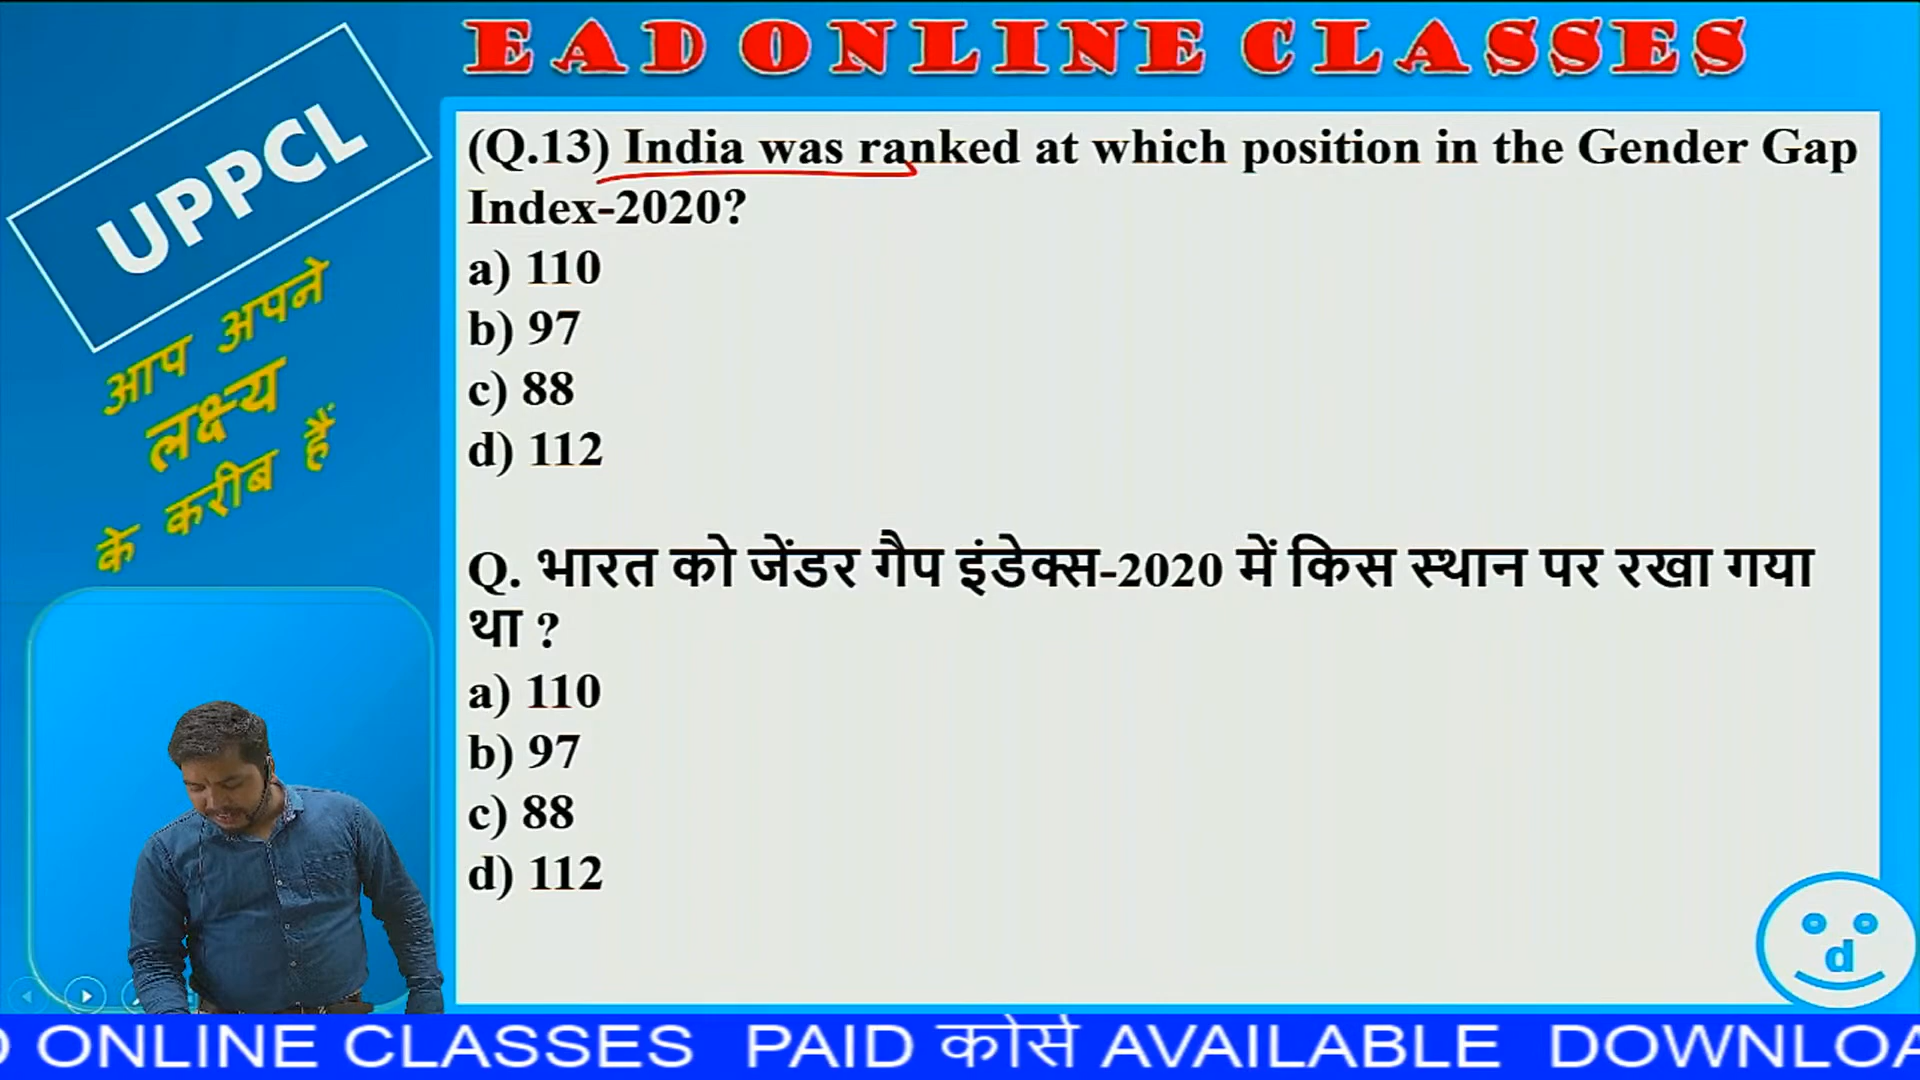 EAD ONLINE CLASSES
UPPCL
आप अपने
लक्ष्य
के करीब हैं
(Q.13) India was ranked at which position in the Gender Gap
Index-2020?
a) 110
b) 97
c) 88
d) 112
Q. भारत को जेंडर गैप इंडेक्स-2020 में किस स्थान पर रखा गया
था ?
a) 110
b) 97
c) 88
d) 112
d
ONLINE CLASSES PAID कोर्स AVAILABLE